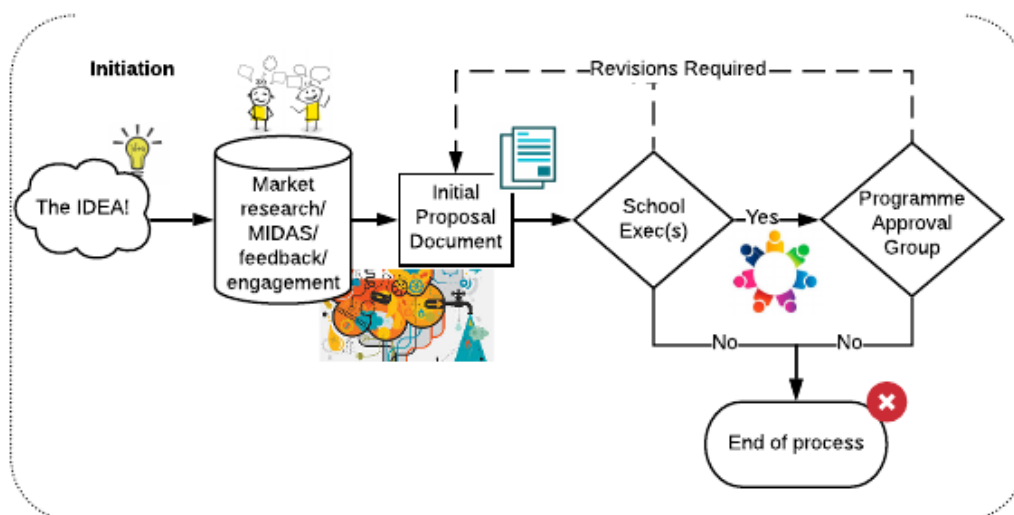 Initiation
Revisions Required
The IDEA!
Market
research/
MIDAS/
feedback/
engagement
Initial
Proposal
Document
School
Exec(s)
Yes
Programme
Approval
Group
No
No
End of process